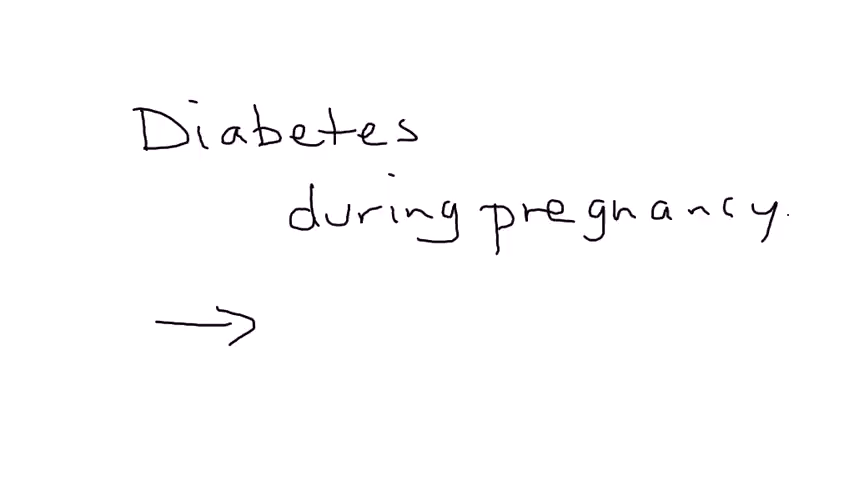 Diabetes
during pregnancy.
→